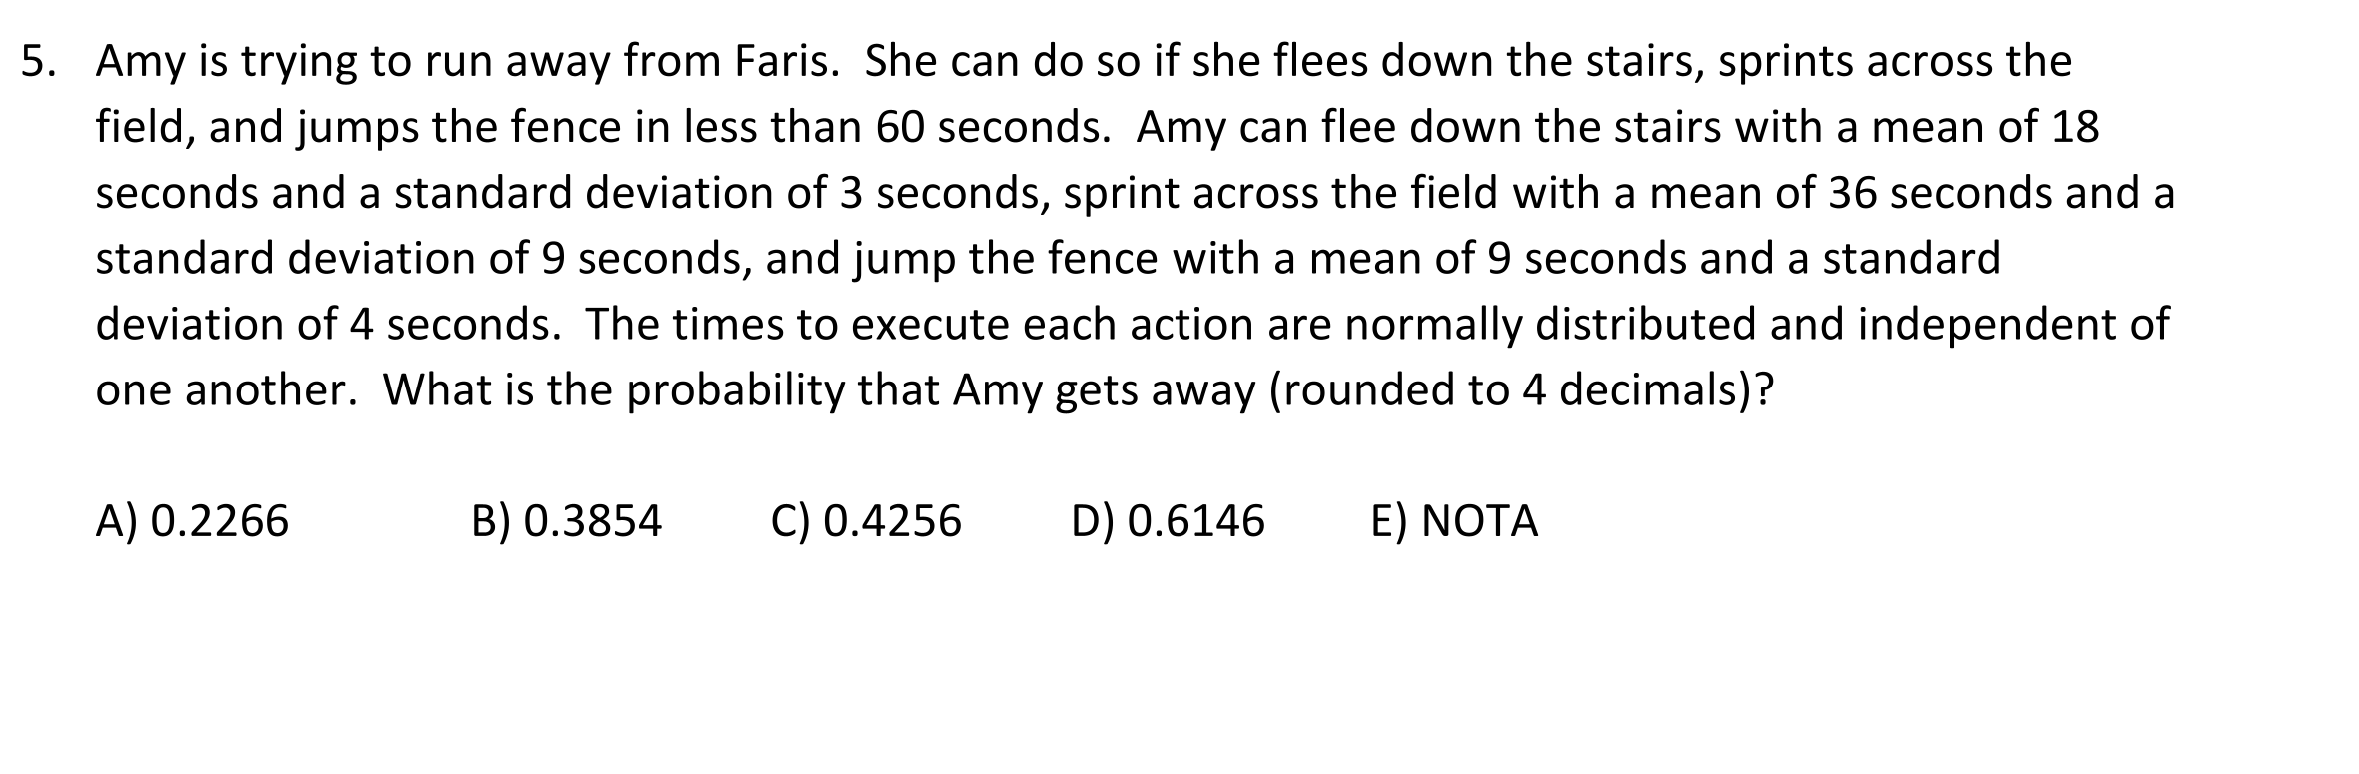 5. Amy is trying to run away from Faris. She can do so if she flees down the stairs, sprints across the
field, and jumps the fence in less than 60 seconds. Amy can flee down the stairs with a mean of 18
seconds and a standard deviation of 3 seconds, sprint across the field with a mean of 36 seconds and a
standard deviation of 9 seconds, and jump the fence with a mean of 9 seconds and a standard
deviation of 4 seconds. The times to execute each action are normally distributed and independent of
one another. What is the probability that Amy gets away (rounded to 4 decimals)?
A) 0.2266 B) 0.3854 C) 0.4256 D) 0.6146 E) NOTA